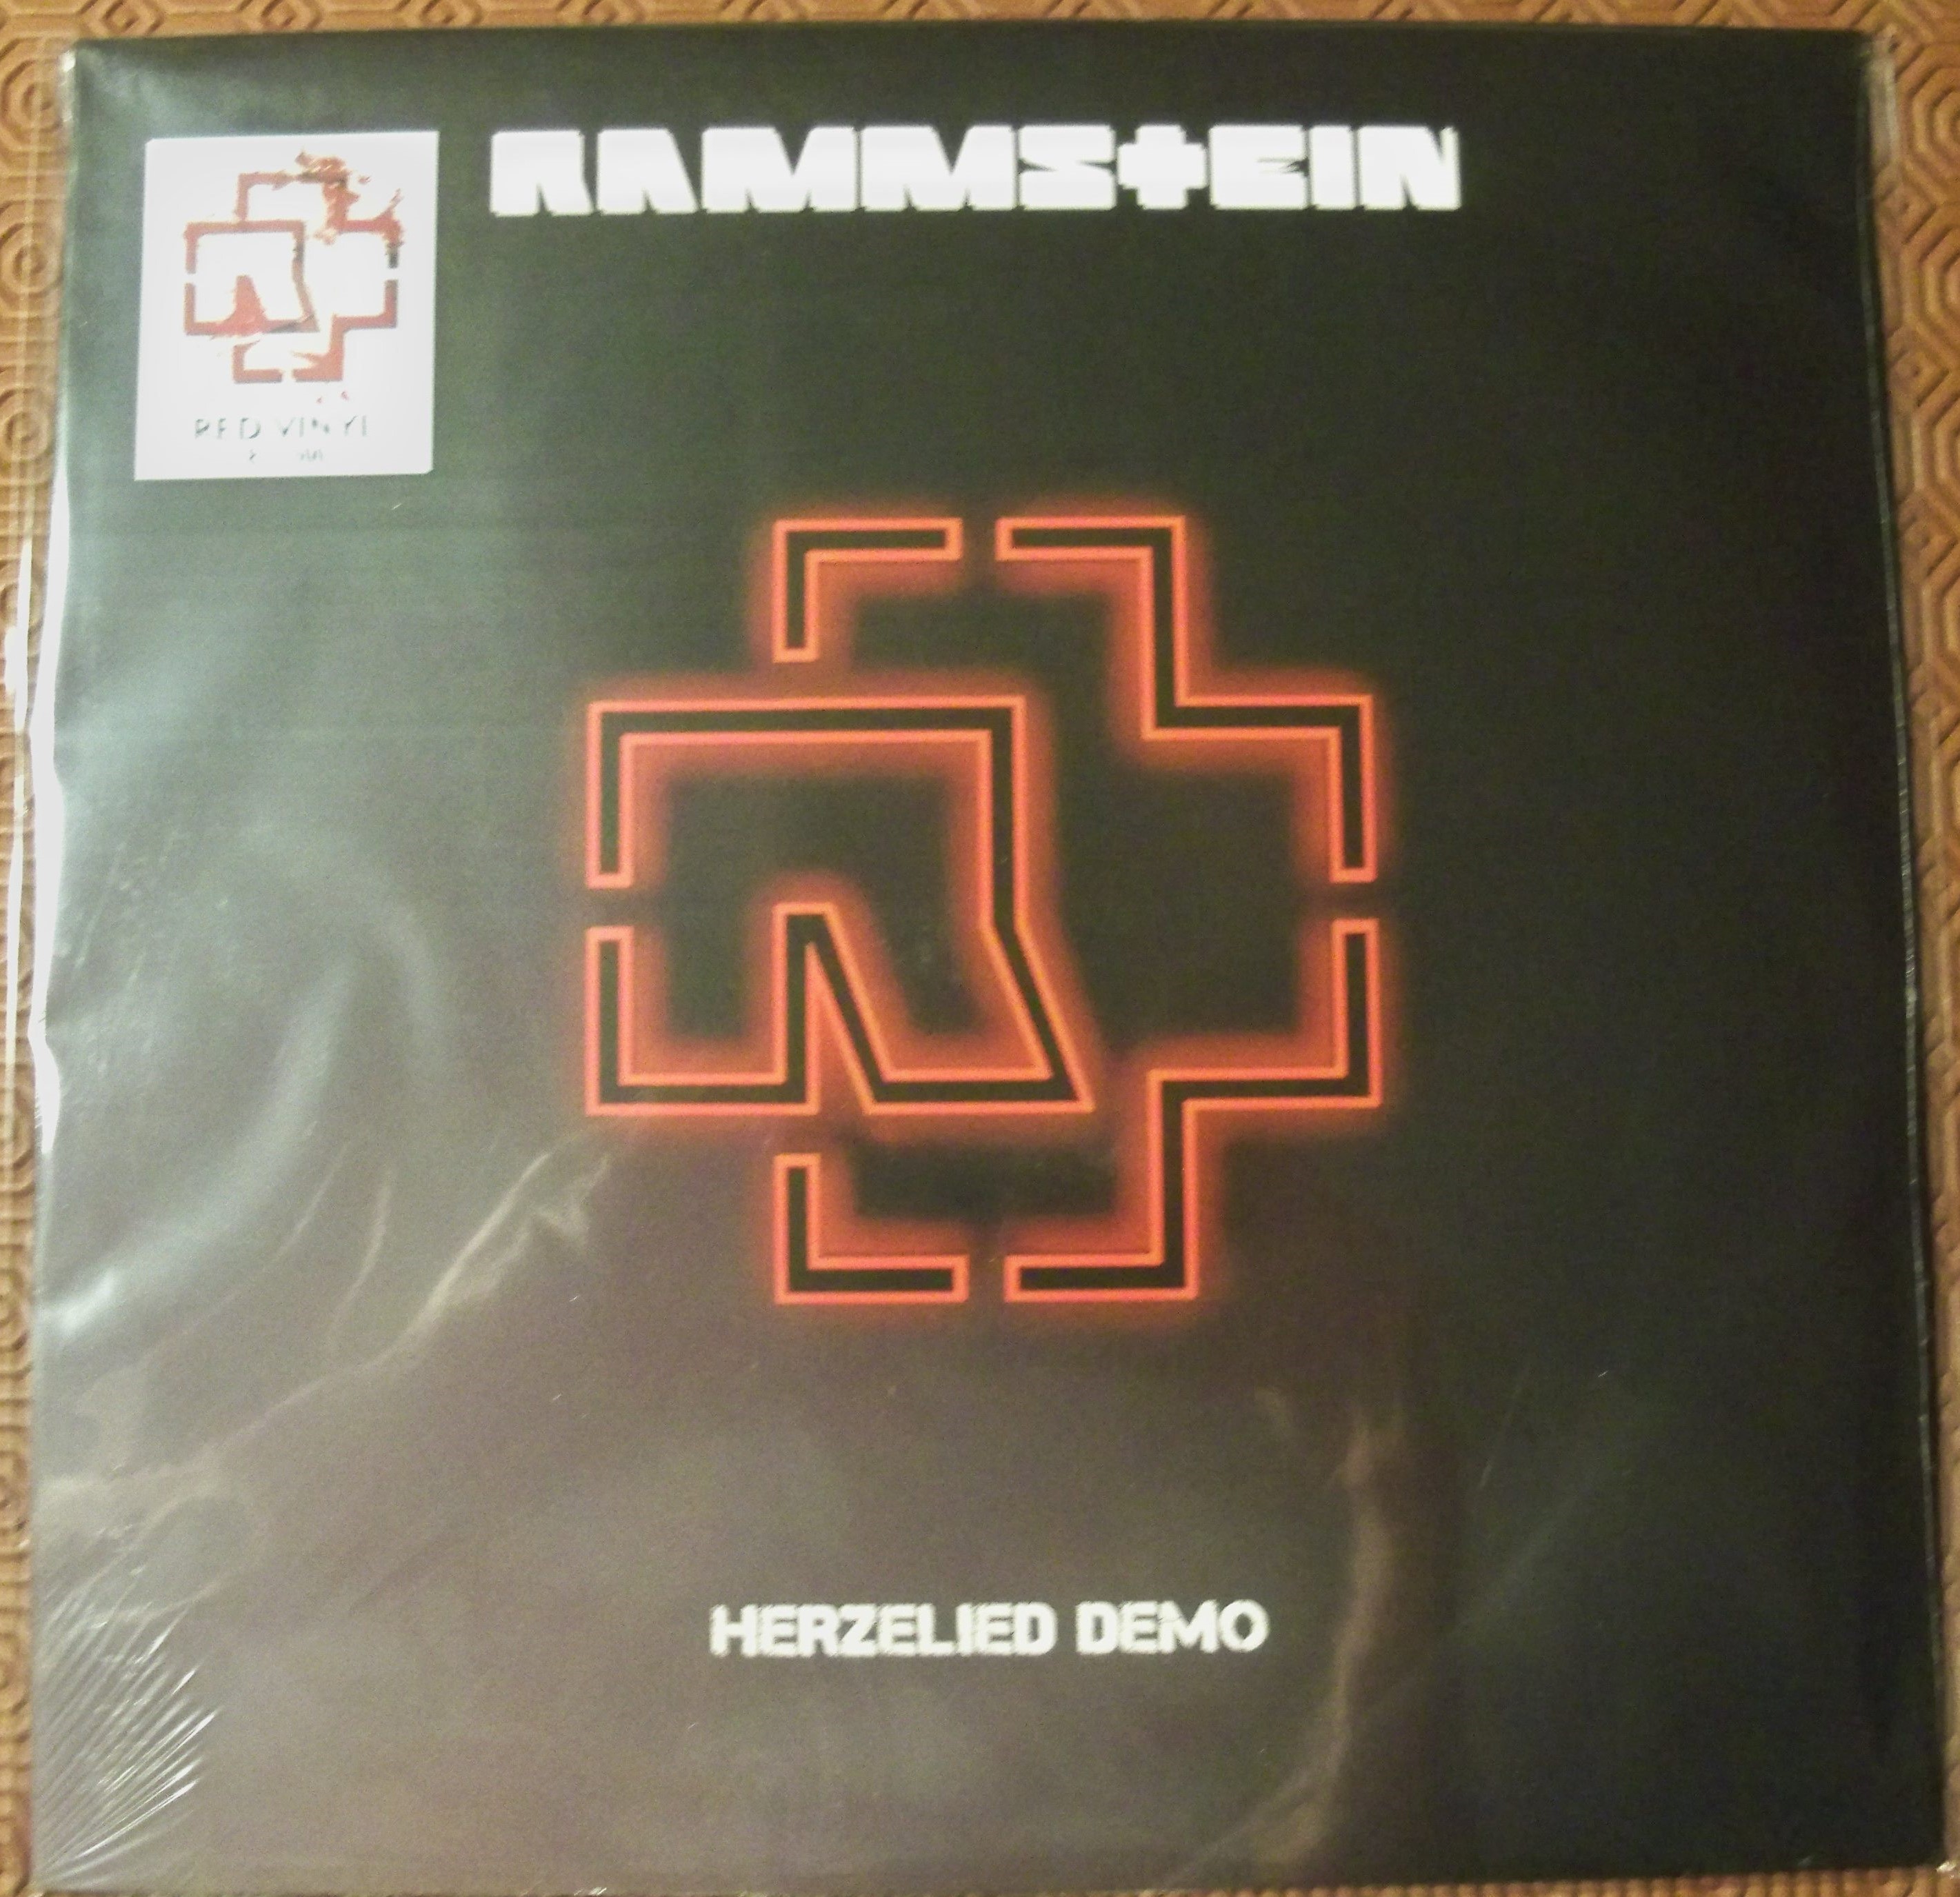 RAMMSTEIN
RED VINYL
HERZELIED DEMO